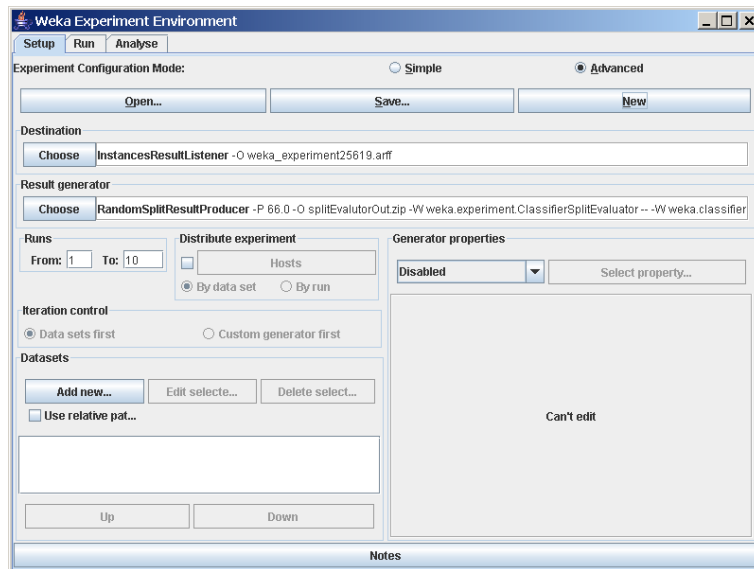 Weka Experiment Environment
Setup Run Analyse
Experiment Configuration Mode: Simple Advanced
Open... Save... New
Destination
Choose InstancesResultListener -O weka_experiment25619.arff
Result generator
Choose RandomSplitResultProducer -P 66.0 -O splitEvalutorOut.zip -W weka.experiment.ClassifierSplitEvaluator -- -W weka.classifier
Runs Distribute experiment Generator properties
From: 1 To: 10 Hosts Disabled Select property...
By data set By run
Iteration control
Data sets first Custom generator first
Datasets
Add new... Edit selecte... Delete select...
Use relative pat...
Can't edit
Up Down
Notes